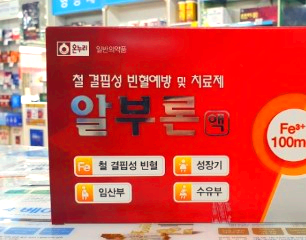 온누리 일반의약품
철 결핍성 빈혈예방 및 치료제
알부론 액
Fe³⁺
100m
Fe 철 결핍성 빈혈
성장기
임산부
수유부